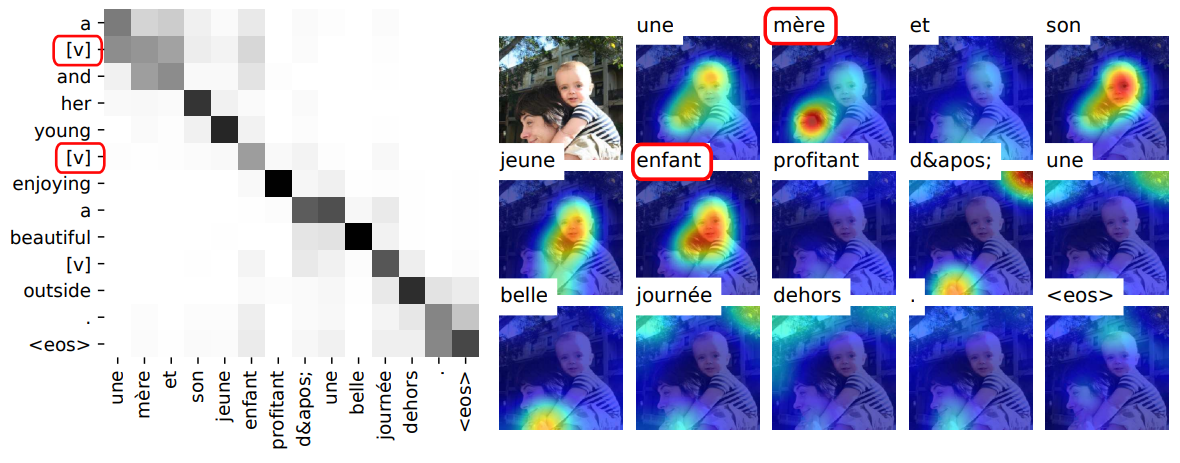 a
[v]
and
her
young
[v]
enjoying
a
beautiful
[v]
outside
.
<eos>
une
mère
et
son
jeune
enfant
profitant
d&apos;
une
belle
journée
dehors
.
<eos>
une mère et son
jeune enfant profitant d&apos; une
belle journée dehors . <eos>